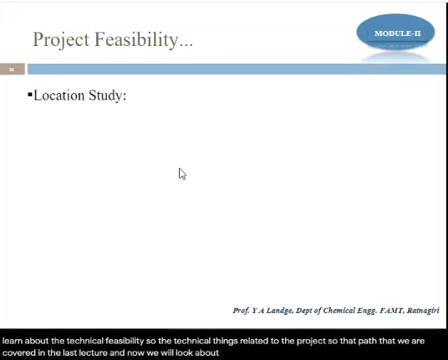 Project Feasibility...
MODULE-II
▪Location Study:
Prof. Y A Landge, Dept of Chemical Engg. FAMT, Ratnagiri
learn about the technical feasibility so the technical things related to the project so that path that we are
covered in the last lecture and now we will look about